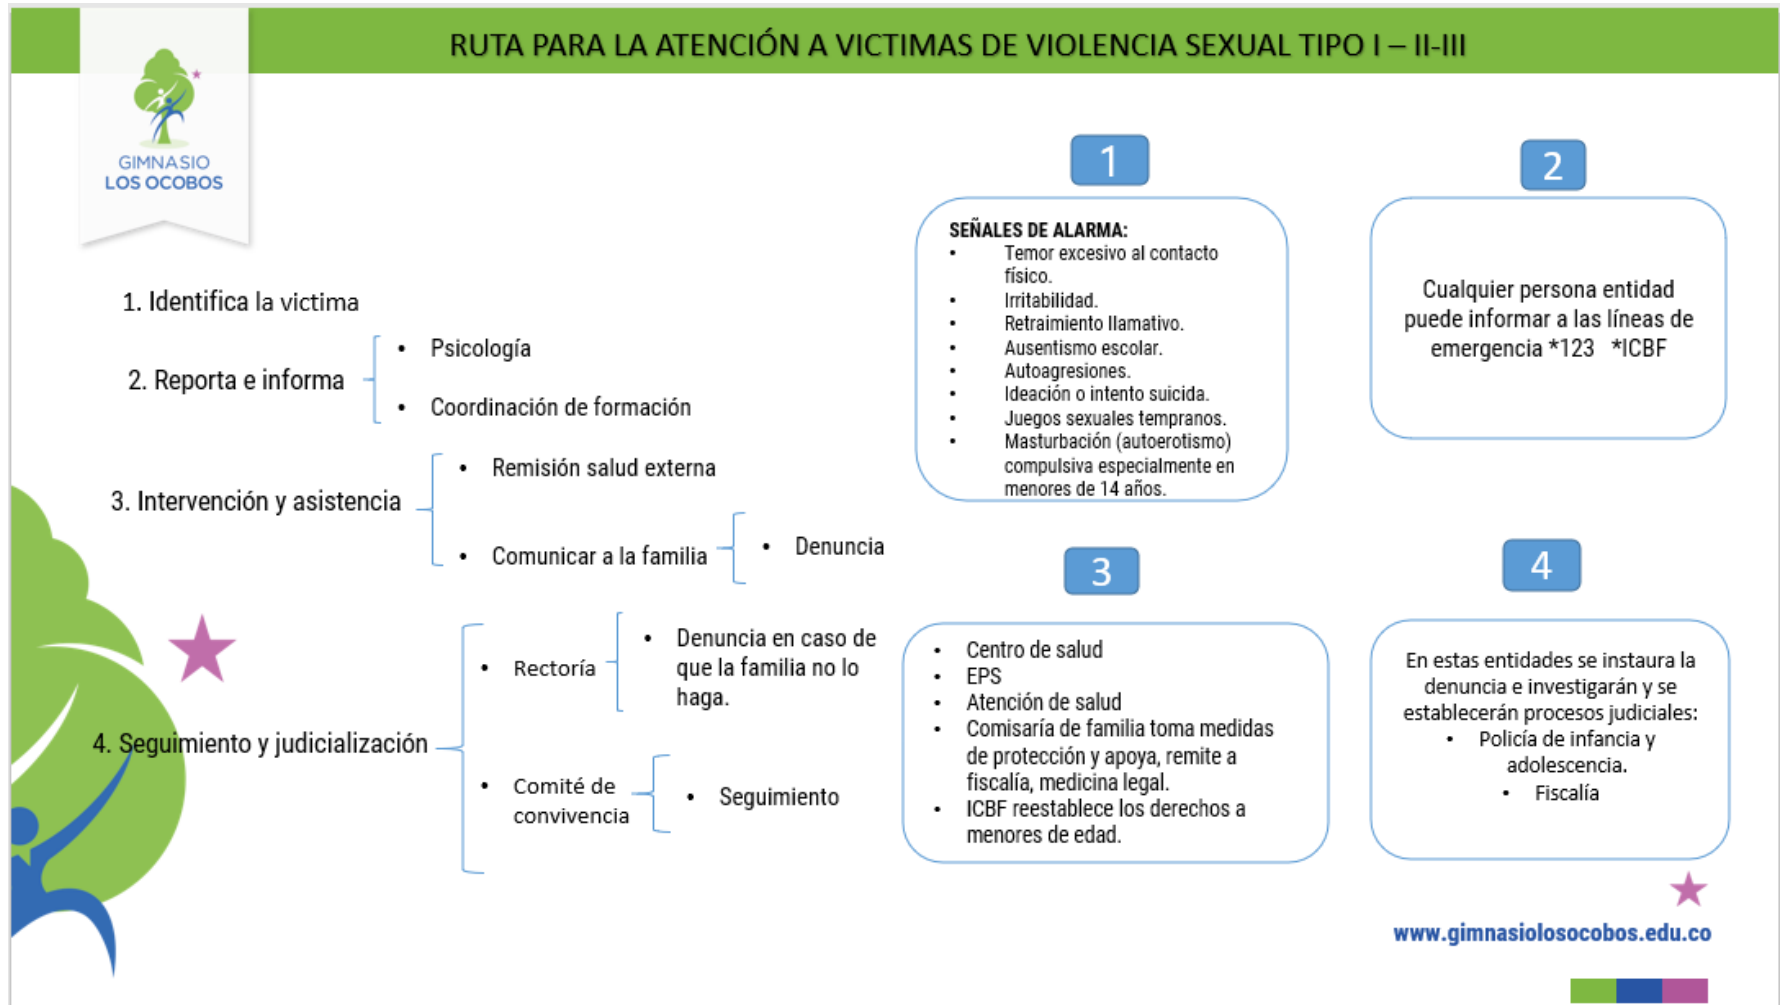 RUTA PARA LA ATENCIÓN A VICTIMAS DE VIOLENCIA SEXUAL TIPO I – II-III
GIMNASIO
LOS OCOBOS
1. Identifica la victima
2. Reporta e informa
• Psicología
• Coordinación de formación
3. Intervención y asistencia
• Remisión salud externa
• Comunicar a la familia
• Denuncia
4. Seguimiento y judicialización
• Rectoría
• Denuncia en caso de
que la familia no lo
haga.
• Comité de
convivencia
• Seguimiento
1
SEÑALES DE ALARMA:
• Temor excesivo al contacto
físico.
• Irritabilidad.
• Retraimiento llamativo.
• Ausentismo escolar.
• Autoagresiones.
• Ideación o intento suicida.
• Juegos sexuales tempranos.
• Masturbación (autoerotismo)
compulsiva especialmente en
menores de 14 años.
2
Cualquier persona entidad
puede informar a las líneas de
emergencia *123 *ICBF
3
• Centro de salud
• EPS
• Atención de salud
• Comisaría de familia toma medidas
de protección y apoya, remite a
fiscalía, medicina legal.
• ICBF reestablece los derechos a
menores de edad.
4
En estas entidades se instaura la
denuncia e investigarán y se
establecerán procesos judiciales:
• Policía de infancia y
adolescencia.
• Fiscalía
www.gimnasiolosocobos.edu.co